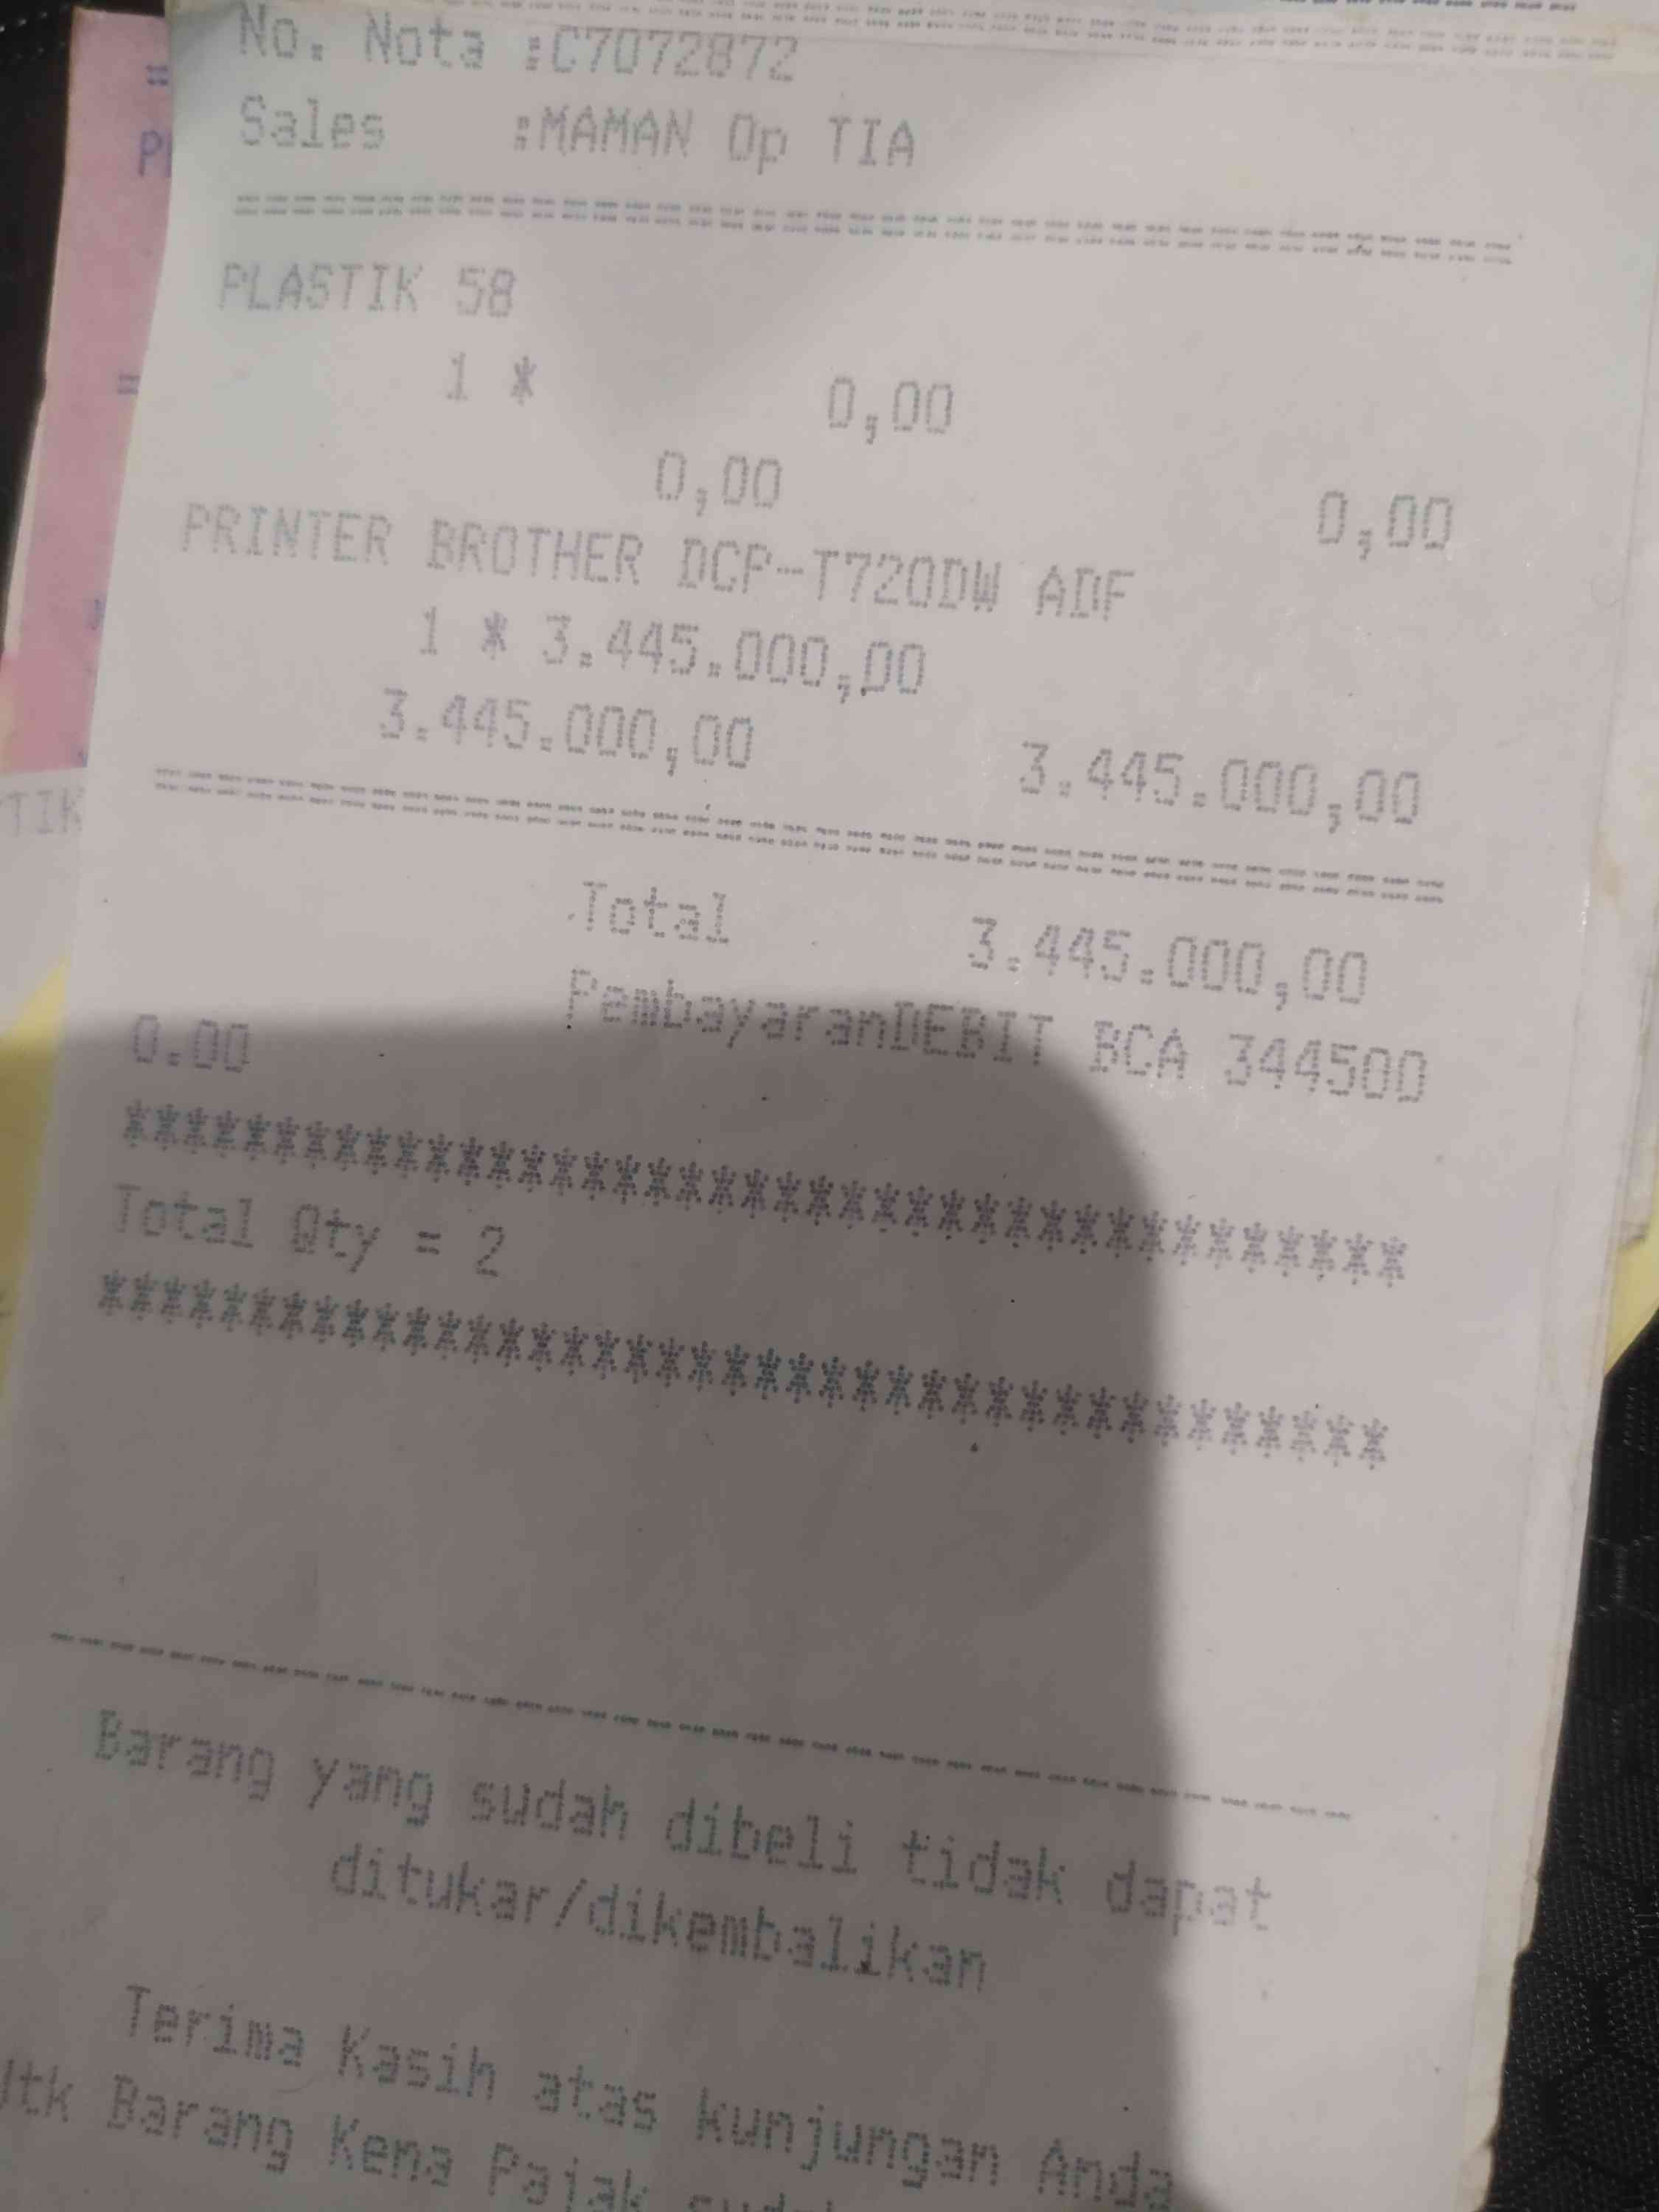 No. Nota :C7072872
Sales :MAMAN Op TIA
PLASTIK 58
1 * 0,00
0,00 0,00
PRINTER BROTHER DCP-T720DW ADF
1 * 3.445.000,00
3.445.000,00 3.445.000,00
Total 3.445.000,00
PembayaranDEBIT BCA 344500
0.00
******************************************
Total Qty = 2
******************************************
Barang yang sudah dibeli tidak dapat
ditukar/dikembalikan
Terima Kasih atas kunjungan Anda
Utk Barang Kena Pajak
TIK